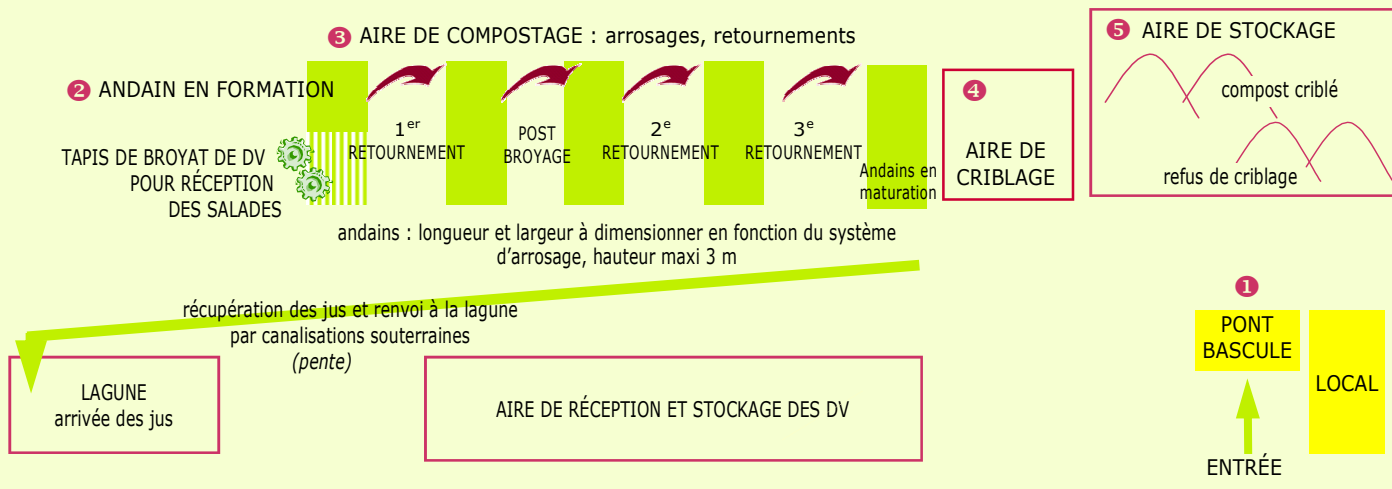 ❸ AIRE DE COMPOSTAGE : arrosages, retournements
❺ AIRE DE STOCKAGE
compost criblé
refus de criblage
❷ ANDAIN EN FORMATION
TAPIS DE BROYAT DE DV
POUR RÉCEPTION
DES SALADES
1er
RETOURNEMENT
POST
BROYAGE
2e
RETOURNEMENT
3e
RETOURNEMENT
Andains en
maturation
❹
AIRE DE
CRIBLAGE
andains : longueur et largeur à dimensionner en fonction du système
d'arrosage, hauteur maxi 3 m
récupération des jus et renvoi à la lagune
par canalisations souterraines
(pente)
LAGUNE
arrivée des jus
AIRE DE RÉCEPTION ET STOCKAGE DES DV
❶
PONT
BASCULE
LOCAL
ENTRÉE